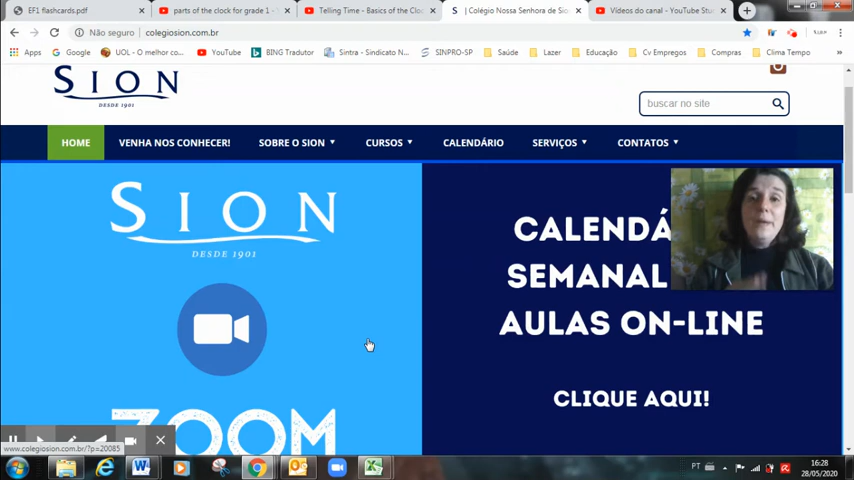 EF1 flashcards.pdf
parts of the clock for grade 1 - S
Telling Time - Basics of the Cloc
S | Colégio Nossa Senhora de Sio
Vídeos do canal - YouTube Stu
Não seguro | colegiosion.com.br
Apps
Google
UOL - O melhor co...
YouTube
BING Tradutor
Sintra - Sindicato N...
SINPRO-SP
Saúde
Lazer
Educação
Cv Empregos
Compras
Clima Tempo
SION
DESDE 1901
buscar no site
HOME
VENHA NOS CONHECER!
SOBRE O SION
CURSOS
CALENDÁRIO
SERVIÇOS
CONTATOS
SION
DESDE 1901
ZOOM
CALENDÁ
SEMANAL
AULAS ON-LINE
CLIQUE AQUI!
www.colegiosion.com.br/?p=20085
PT
16:28
28/05/2020